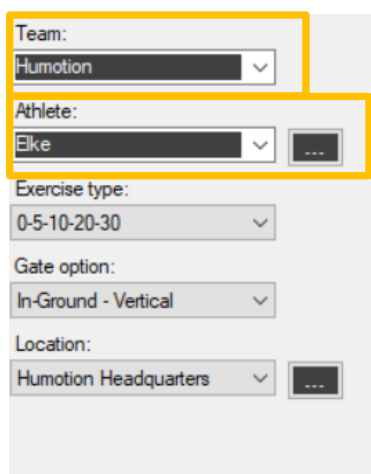 Team:
Humotion
Athlete:
Elke
...
Exercise type:
0-5-10-20-30
Gate option:
In-Ground - Vertical
Location:
Humotion Headquarters
...